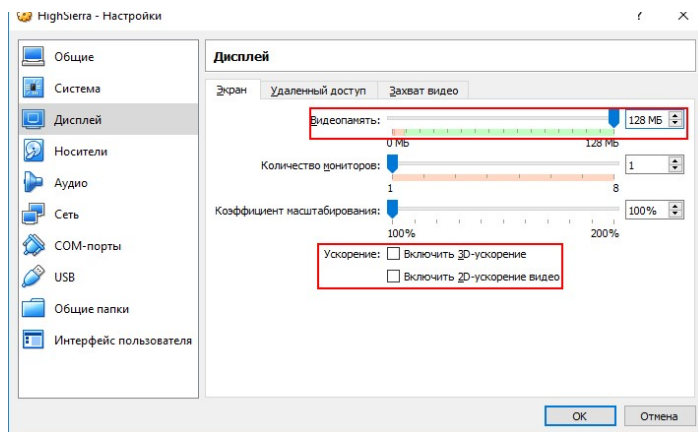 HighSierra - Настройки
? ×
Общие
Система
Дисплей
Носители
Аудио
Сеть
COM-порты
USB
Общие папки
Интерфейс пользователя
Дисплей
Экран Удаленный доступ Захват видео
Видеопамять: 128 МБ
0 МБ 128 МБ
Количество мониторов: 1
1 8
Коэффициент масштабирования: 100%
100% 200%
Ускорение: Включить 3D-ускорение
Включить 2D-ускорение видео
OK Отмена